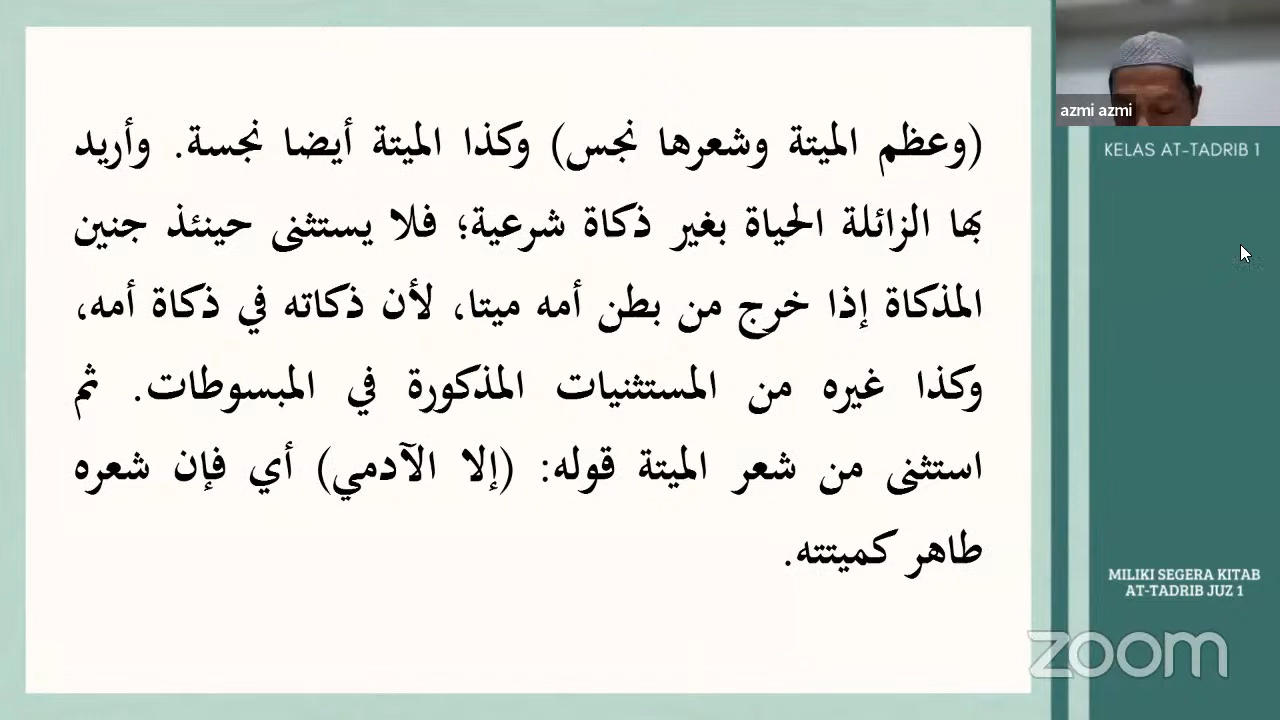 (وعظم الميتة وشعرها نجس) وكذا الميتة أيضا نجسة. وأريد
بها الزائلة الحياة بغير ذكاة شرعية؛ فلا يستثنى حينئذ جنين
المذكاة إذا خرج من بطن أمه ميتا، لأن ذكاته في ذكاة أمه،
وكذا غيره من المستثنيات المذكورة في المبسوطات. ثم
استثنى من شعر الميتة قوله: (إلا الآدمي) أي فإن شعره
طاهر كميتته.
azmi azmi
KELAS AT-TADRIB 1
MILIKI SEGERA KITAB
AT-TADRIB JUZ 1
zoom